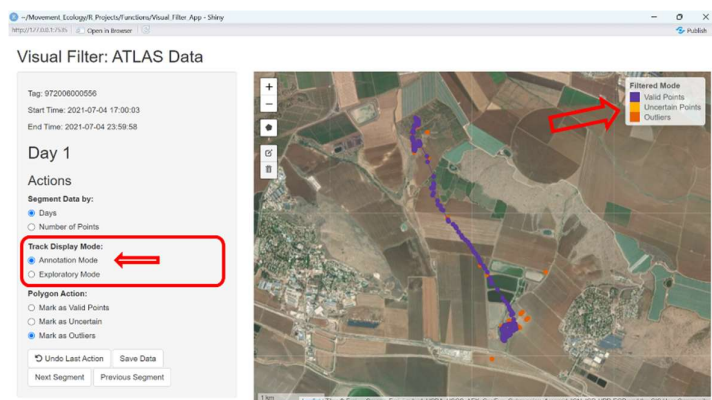 ~/Movement_Ecology/R_Projects/Functions/Visual_Filter_App - Shiny
http://127.0.0.1:7535 Open in Browser Publish
Visual Filter: ATLAS Data
Tag: 972006000556
Start Time: 2021-07-04 17:00:03
End Time: 2021-07-04 23:59:58
Day 1
Actions
Segment Data by:
Days
Number of Points
Track Display Mode:
Annotation Mode
Exploratory Mode
Polygon Action:
Mark as Valid Points
Mark as Uncertain
Mark as Outliers
Undo Last Action Save Data
Next Segment Previous Segment
+
−
Filtered Mode
Valid Points
Uncertain Points
Outliers
1 km